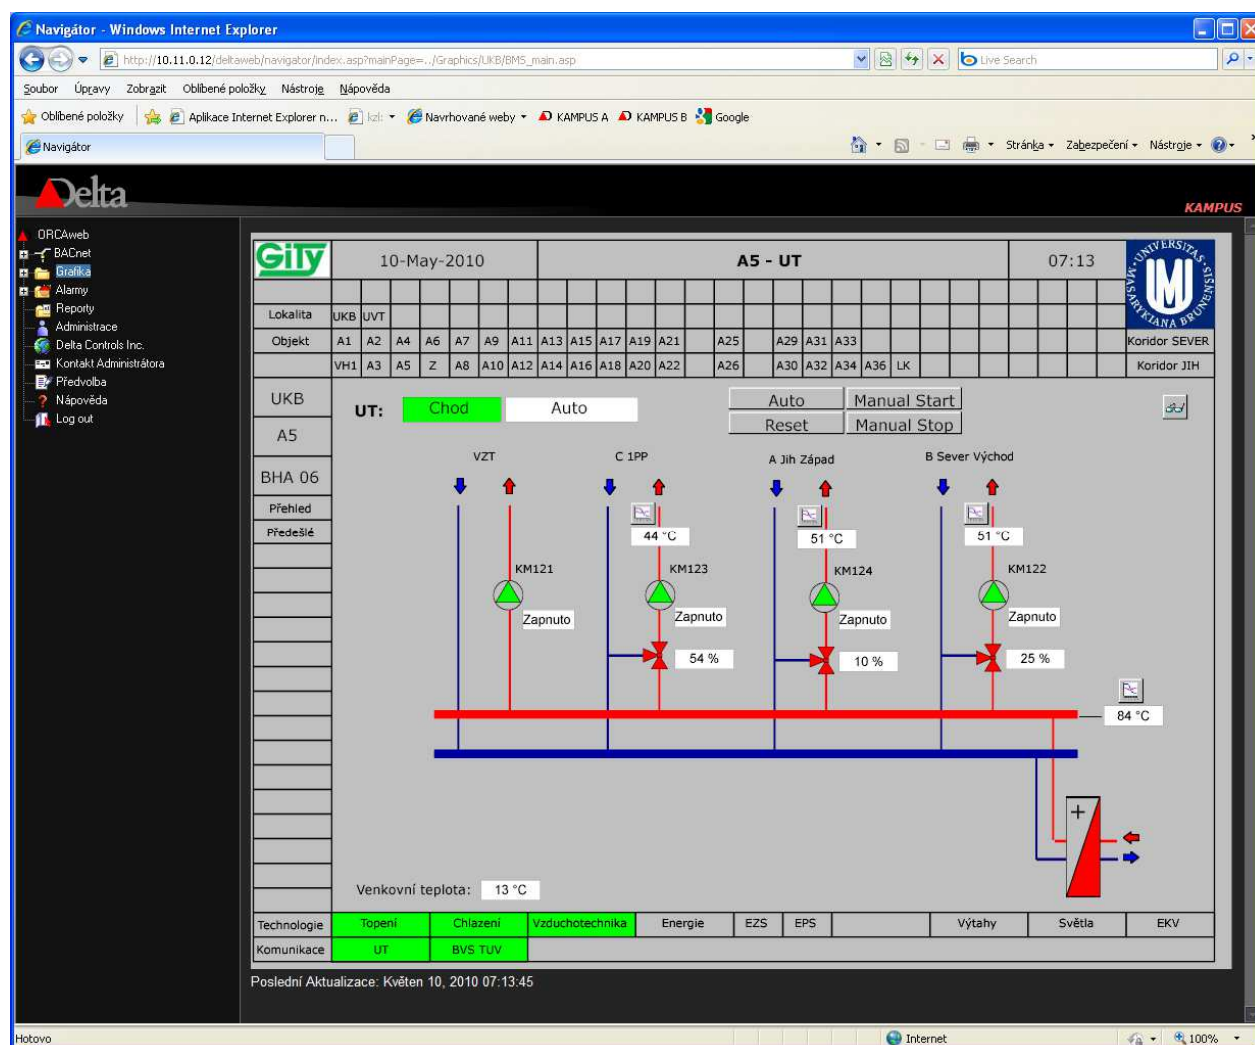 Navigátor - Windows Internet Explorer
http://10.11.0.12/deltaweb/navigator/index.asp?mainPage=../Graphics/UKB/BMS_main.asp
Live Search
Soubor Úpravy Zobrazit Oblíbené položky Nástroje Nápověda
Oblíbené položky Aplikace Internet Explorer n... kzl: Navrhované weby KAMPUS A KAMPUS B Google
Navigátor
Stránka Zabezpečení Nástroje
Delta
KAMPUS
ORCAweb
BACnet
Grafika
Alarmy
Reporty
Administrace
Delta Controls Inc.
Kontakt Administrátora
Předvolba
Nápověda
Log out
GiTy 10-May-2010 A5 - UT 07:13
UNIVERSITAS MASARYKIANA BRUNENSIS
Lokalita UKB UVT
Objekt A1 A2 A4 A6 A7 A9 A11 A13 A15 A17 A19 A21 A25 A29 A31 A33 Koridor SEVER
VH1 A3 A5 Z A8 A10 A12 A14 A16 A18 A20 A22 A26 A30 A32 A34 A36 LK Koridor JIH
UKB
A5
BHA 06
Přehled
Předešlé
UT: Chod Auto
Auto Manual Start
Reset Manual Stop
VZT C 1PP A Jih Západ B Sever Východ
44 °C 51 °C 51 °C
KM121 KM123 KM124 KM122
Zapnuto Zapnuto Zapnuto Zapnuto
54 % 10 % 25 %
84 °C
+
Venkovní teplota: 13 °C
Technologie Topení Chlazení Vzduchotechnika Energie EZS EPS Výtahy Světla EKV
Komunikace UT BVS TUV
Poslední Aktualizace: Květen 10, 2010 07:13:45
Hotovo Internet 100%